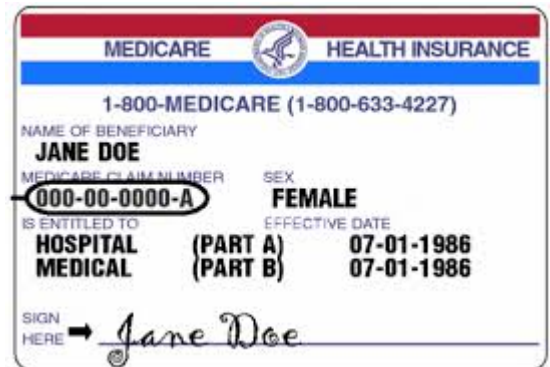 MEDICARE HEALTH INSURANCE
1-800-MEDICARE (1-800-633-4227)
NAME OF BENEFICIARY
JANE DOE
MEDICARE CLAIM NUMBER SEX
000-00-0000-A FEMALE
IS ENTITLED TO EFFECTIVE DATE
HOSPITAL (PART A) 07-01-1986
MEDICAL (PART B) 07-01-1986
SIGN
HERE Jane Doe